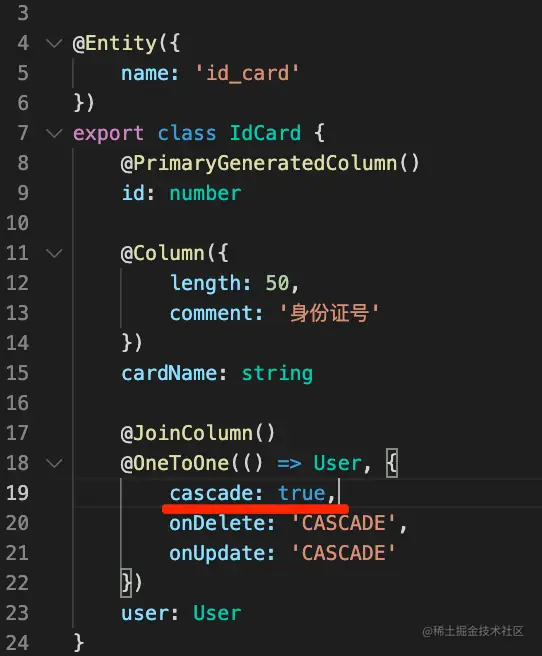 3
4 @Entity({
5     name: 'id_card'
6 })
7 export class IdCard {
8     @PrimaryGeneratedColumn()
9     id: number
10
11     @Column({
12         length: 50,
13         comment: '身份证号'
14     })
15     cardName: string
16
17     @JoinColumn()
18     @OneToOne(() => User, {
19         cascade: true,
20         onDelete: 'CASCADE',
21         onUpdate: 'CASCADE'
22     })
23     user: User
24 }
@稀土掘金技术社区